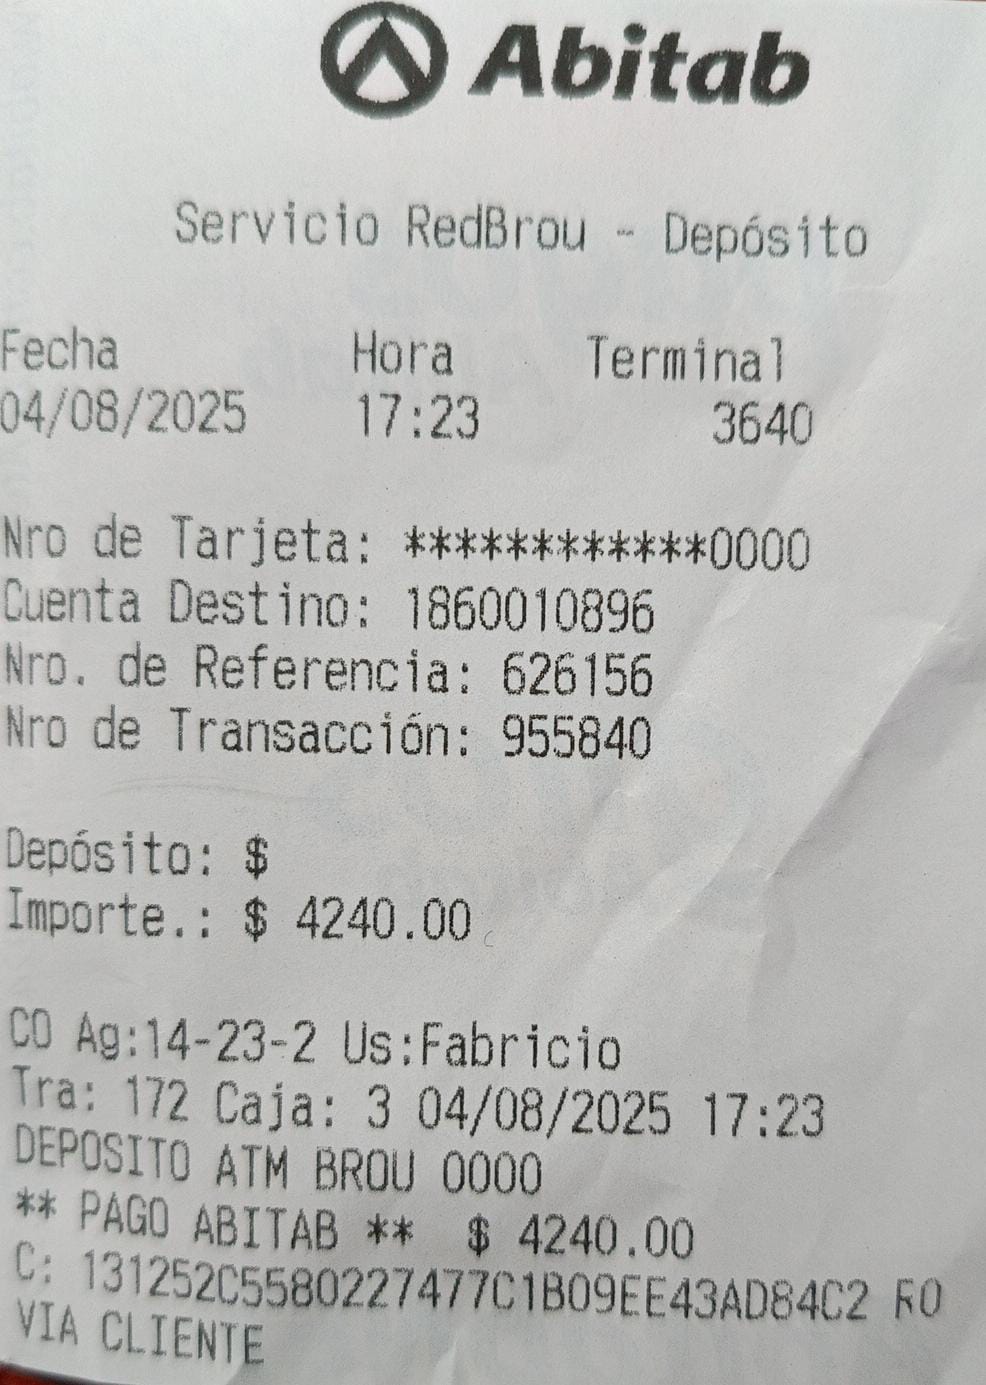 Abitab
Servicio RedBrou - Depósito
Fecha Hora Terminal
04/08/2025 17:23 3640
Nro de Tarjeta: ************0000
Cuenta Destino: 1860010896
Nro. de Referencia: 626156
Nro de Transacción: 955840
Depósito: $
Importe.: $ 4240.00
CO Ag:14-23-2 Us:Fabricio
Tra: 172 Caja: 3 04/08/2025 17:23
DEPOSITO ATM BROU 0000
** PAGO ABITAB ** $ 4240.00
C: 131252C5580227477C1B09EE43AD84C2
VIA CLIENTE